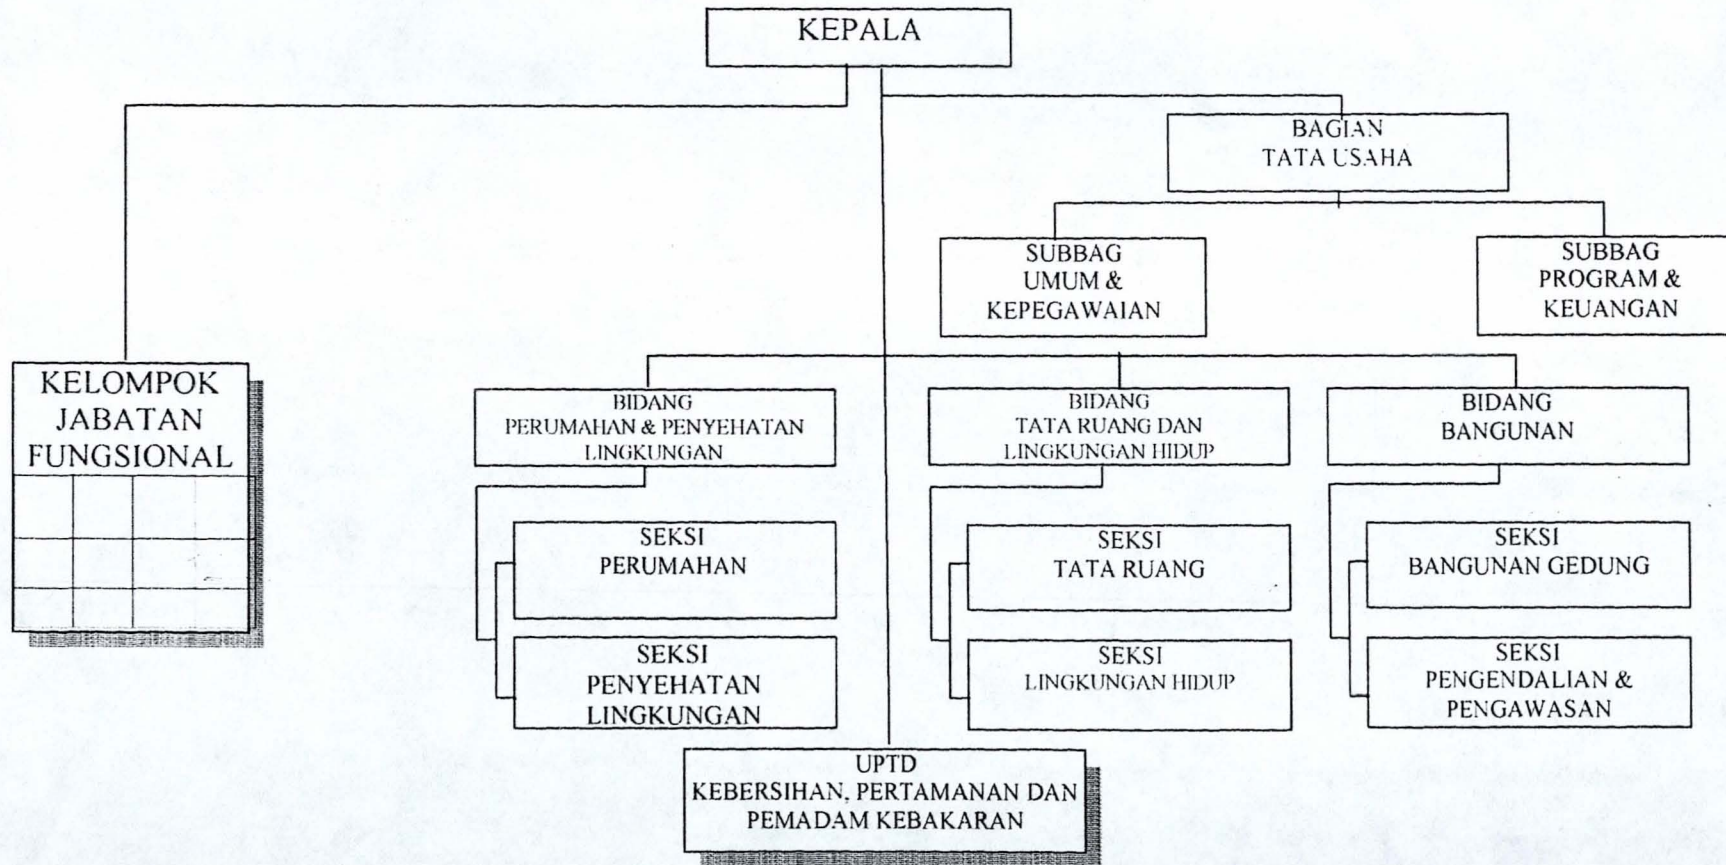 KEPALA
BAGIAN
TATA USAHA
SUBBAG
UMUM &
KEPEGAWAIAN
SUBBAG
PROGRAM &
KEUANGAN
KELOMPOK
JABATAN
FUNGSIONAL
BIDANG
PERUMAHAN & PENYEHATAN
LINGKUNGAN
BIDANG
TATA RUANG DAN
LINGKUNGAN HIDUP
BIDANG
BANGUNAN
SEKSI
PERUMAHAN
SEKSI
TATA RUANG
SEKSI
BANGUNAN GEDUNG
SEKSI
PENYEHATAN
LINGKUNGAN
SEKSI
LINGKUNGAN HIDUP
SEKSI
PENGENDALIAN &
PENGAWASAN
UPTD
KEBERSIHAN, PERTAMANAN DAN
PEMADAM KEBAKARAN